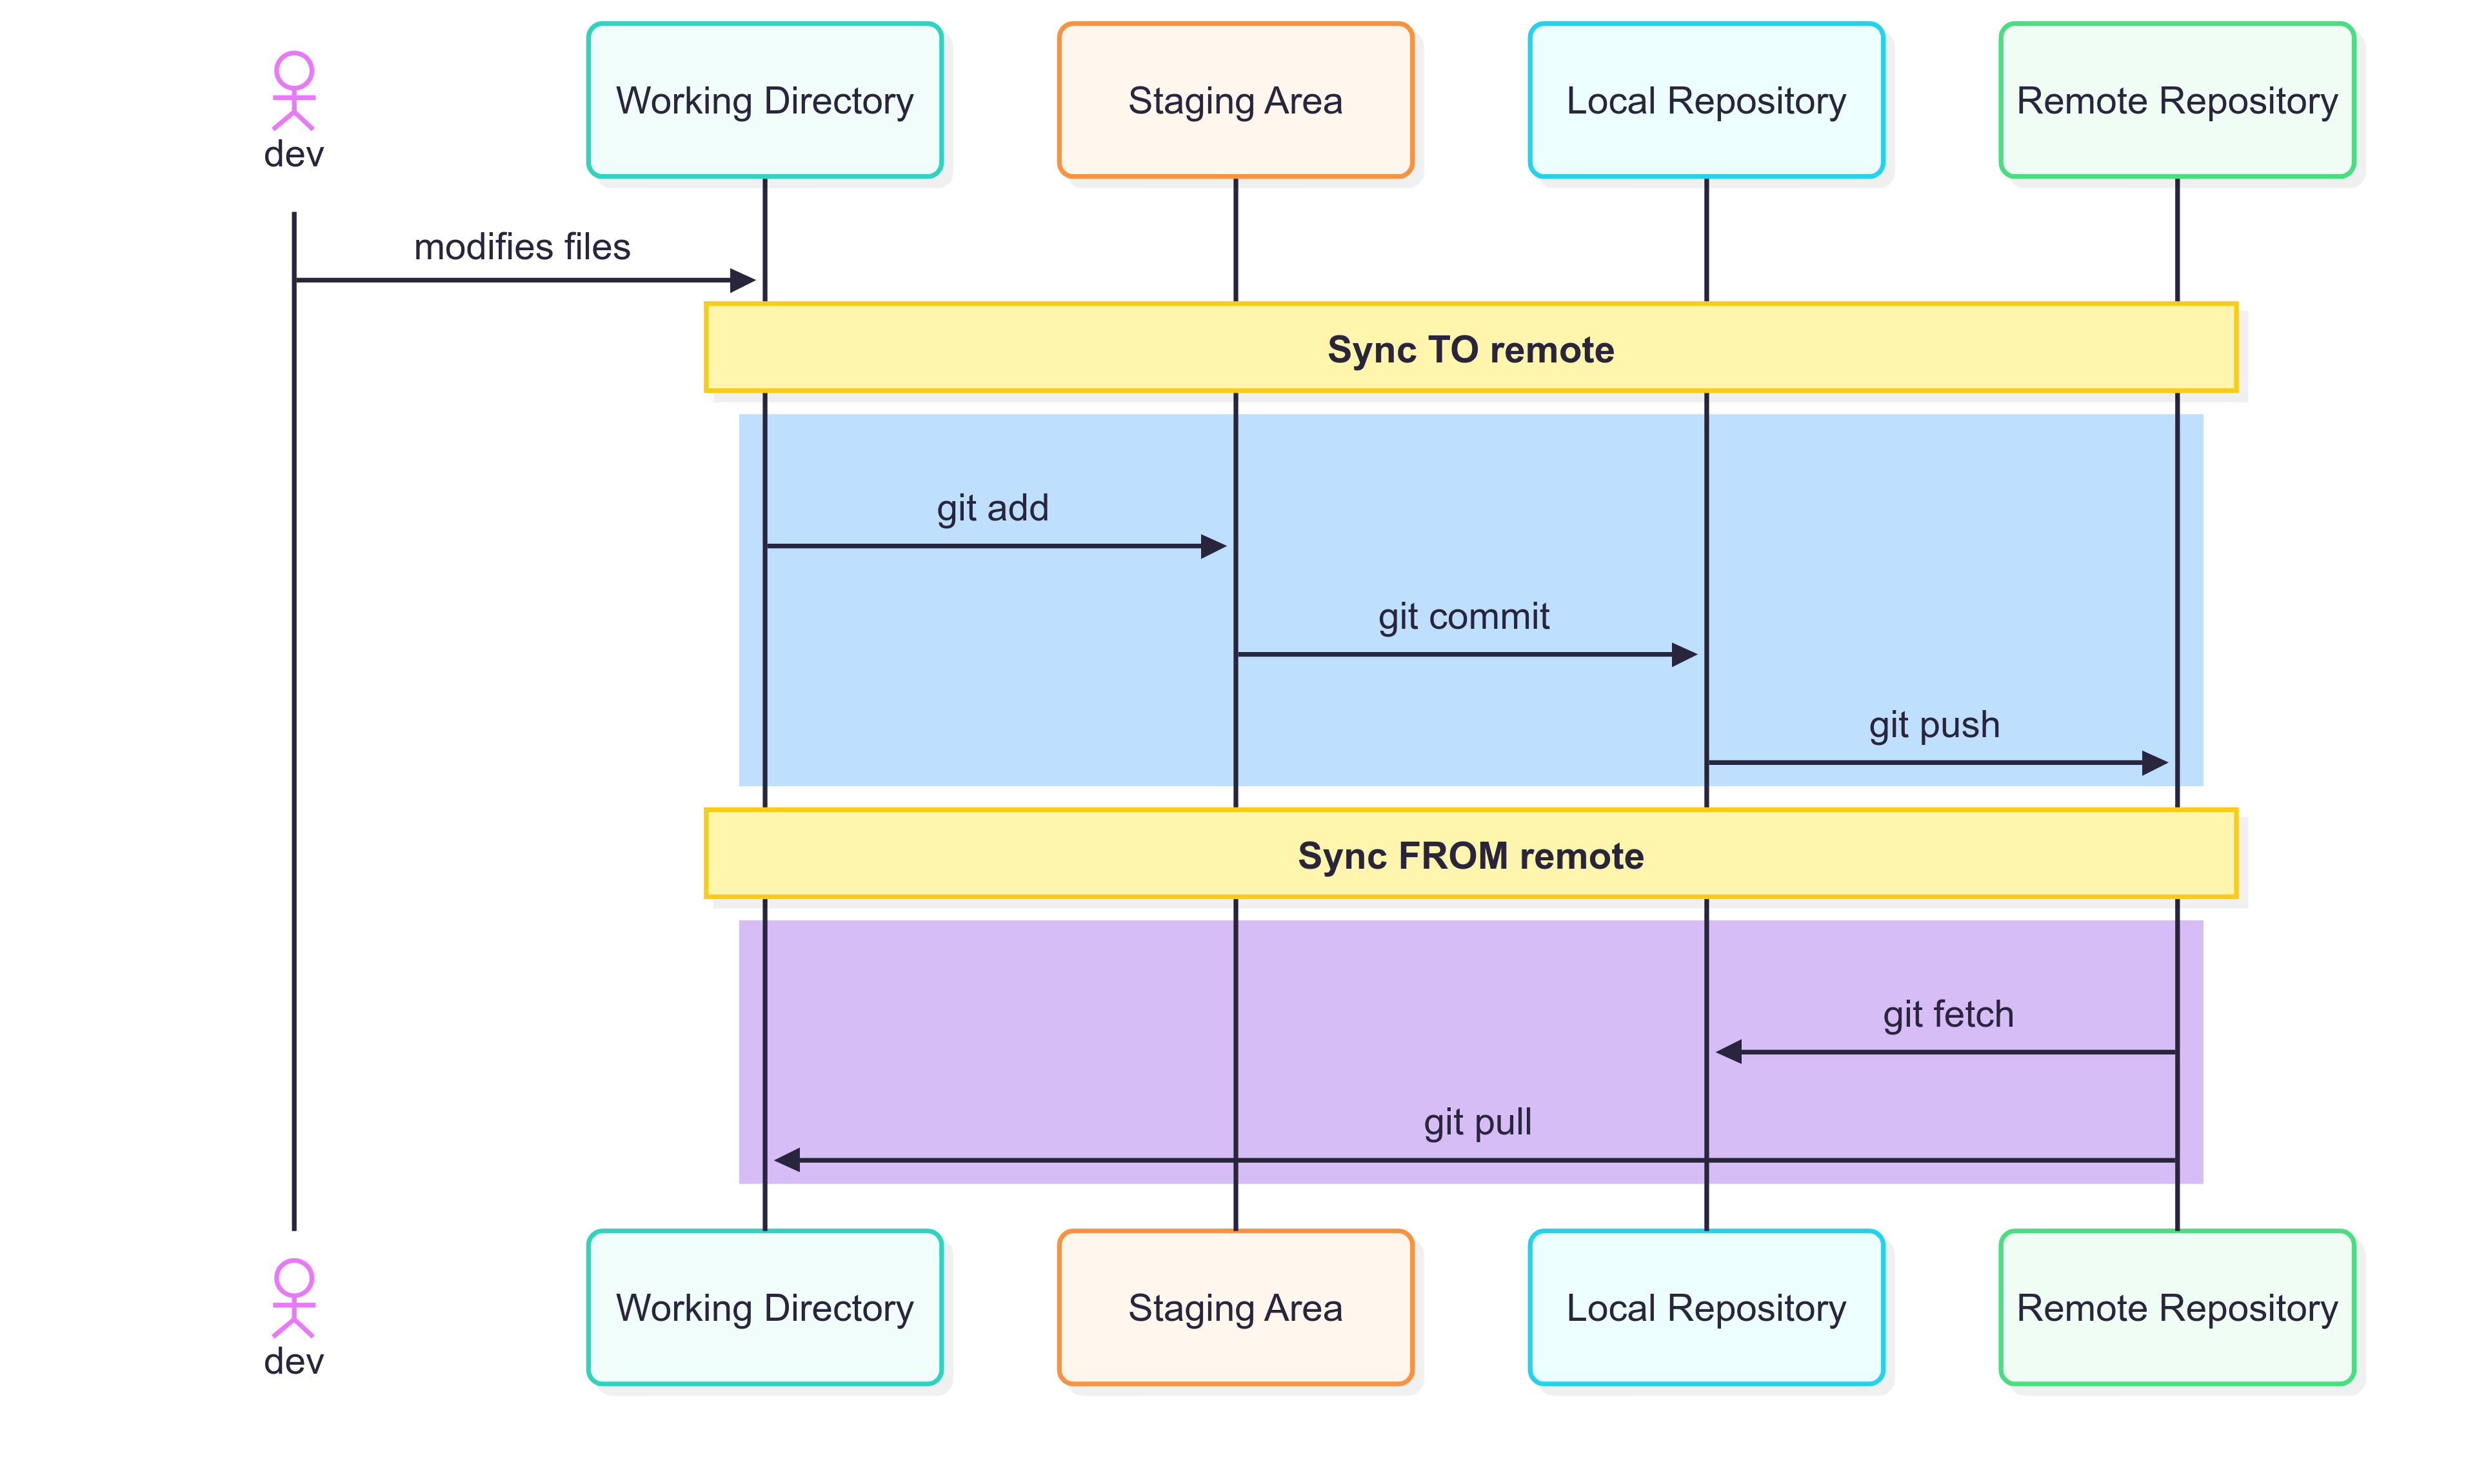 dev
Working Directory
Staging Area
Local Repository
Remote Repository
modifies files
Sync TO remote
git add
git commit
git push
Sync FROM remote
git fetch
git pull
dev
Working Directory
Staging Area
Local Repository
Remote Repository